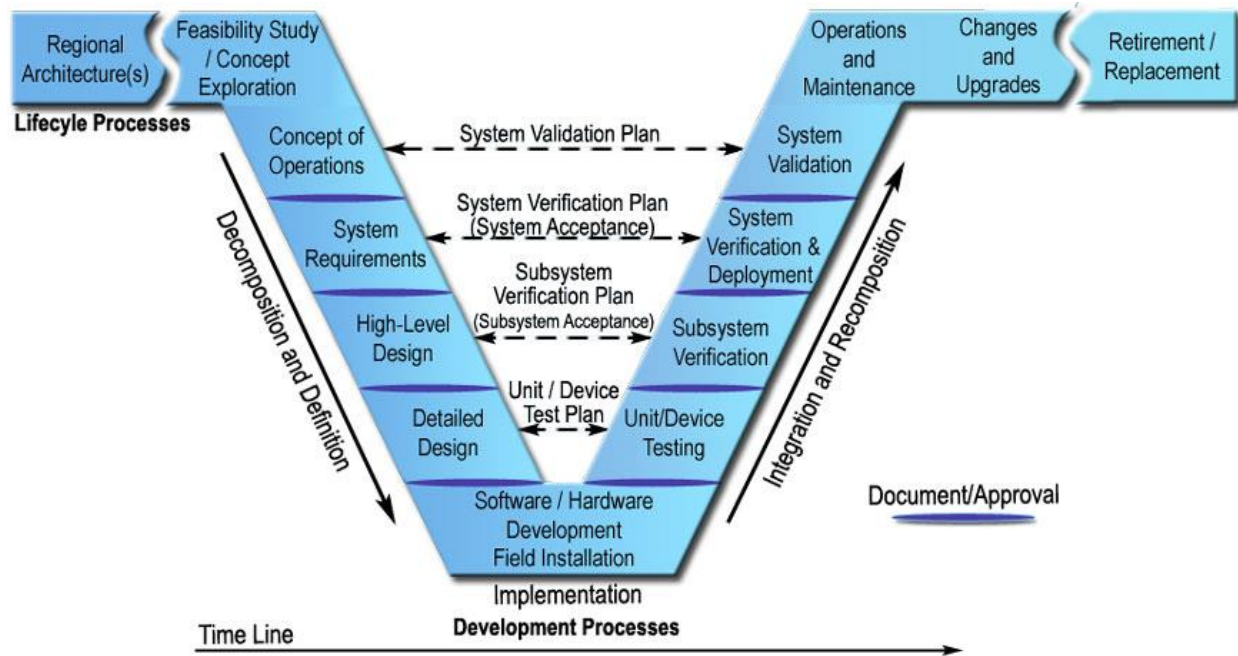 Regional
Architecture(s)
Feasibility Study
/ Concept
Exploration
Operations
and
Maintenance
Changes
and
Upgrades
Retirement /
Replacement
Lifecyle Processes
Concept of
Operations
System Validation Plan
System
Validation
System
Requirements
System Verification Plan
(System Acceptance)
System
Verification &
Deployment
High-Level
Design
Subsystem
Verification Plan
(Subsystem Acceptance)
Subsystem
Verification
Detailed
Design
Unit / Device
Test Plan
Unit/Device
Testing
Decomposition and Definition
Integration and Recomposition
Software / Hardware
Development
Field Installation
Document/Approval
Implementation
Development Processes
Time Line